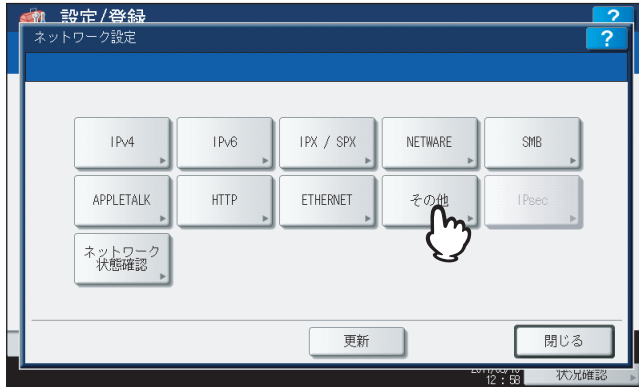 設定/登録
?
ネットワーク設定
?
IPv4
IPv6
IPX / SPX
NETWARE
SMB
APPLETALK
HTTP
ETHERNET
その他
IPsec
ネットワーク
状態確認
更新
閉じる
12:58
状況確認